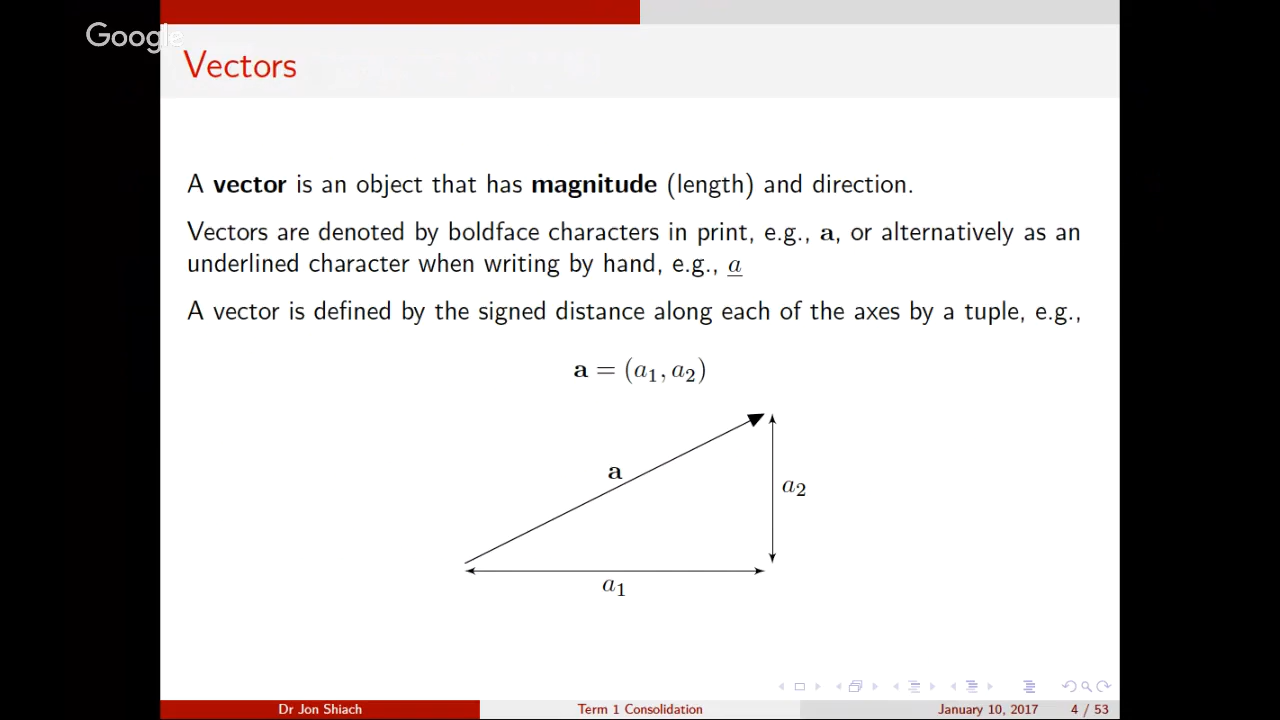 Google
Vectors
A vector is an object that has magnitude (length) and direction.
Vectors are denoted by boldface characters in print, e.g., a, or alternatively as an
underlined character when writing by hand, e.g., a
A vector is defined by the signed distance along each of the axes by a tuple, e.g.,
a = (a₁, a₂)
a
a₂
a₁
Dr Jon Shiach
Term 1 Consolidation
January 10, 2017
4 / 53